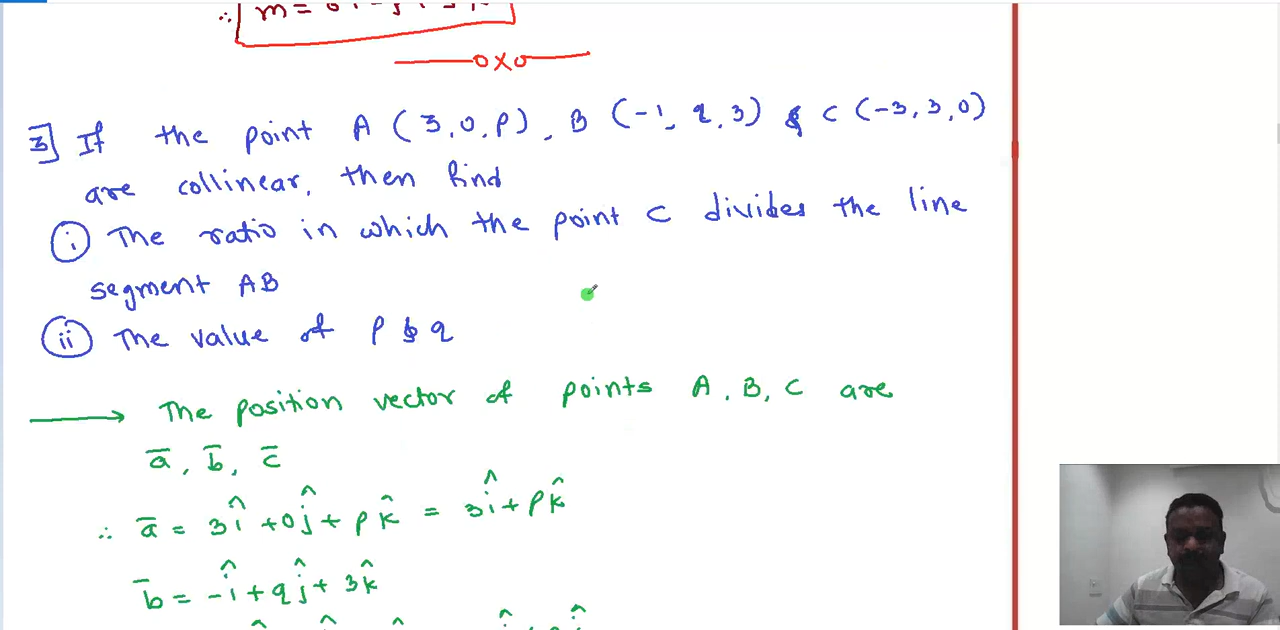 3] If the point A (3, 0, p), B (-1, q, 3) & C (-3, 3, 0)
are collinear, then find
(i) The ratio in which the point C divides the line
segment AB
(ii) The value of p & q
⟶ The position vector of points A, B, C are
a̅, b̅, c̅
∴ a̅ = 3î + 0ĵ + pk̂ = 3î + pk̂
b̅ = -î + qĵ + 3k̂